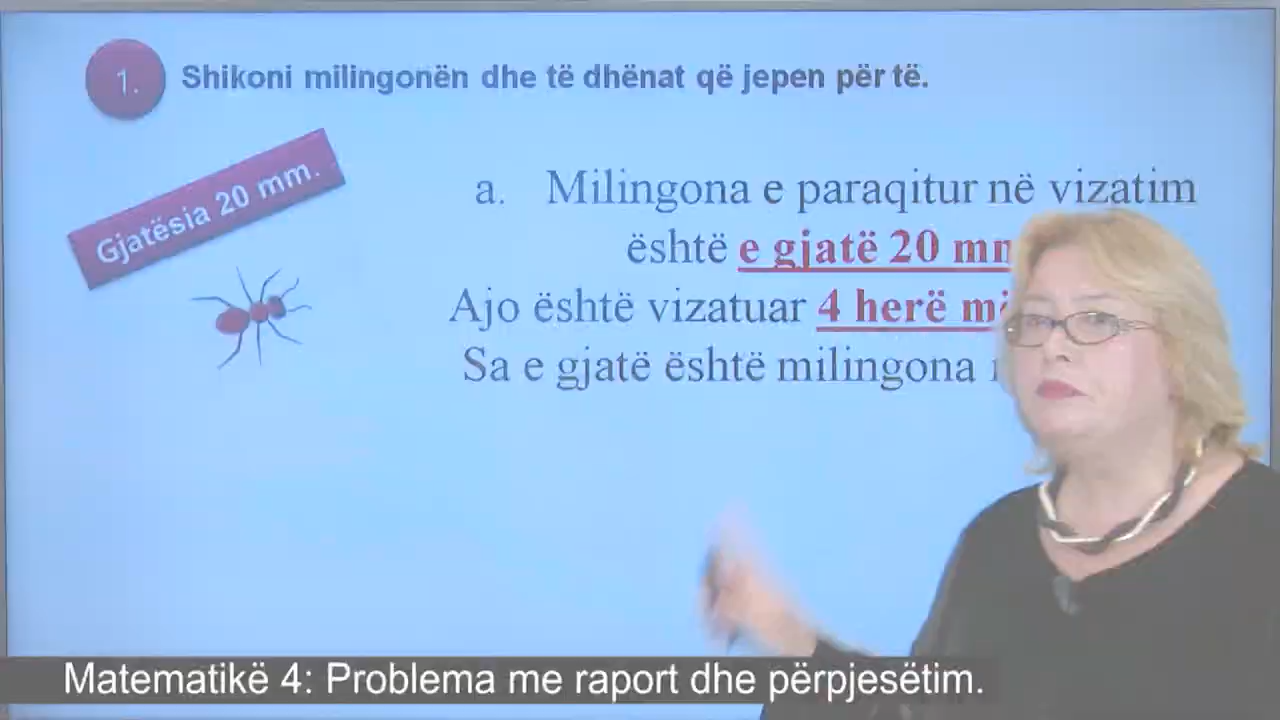 1. Shikoni milingonën dhe të dhënat që jepen për të.
Gjatësia 20 mm.
a. Milingona e paraqitur në vizatim
është e gjatë 20
Ajo është vizatuar 4 herë
Sa e gjatë është milingona
Matematikë 4: Problema me raport dhe përpjesëtim.